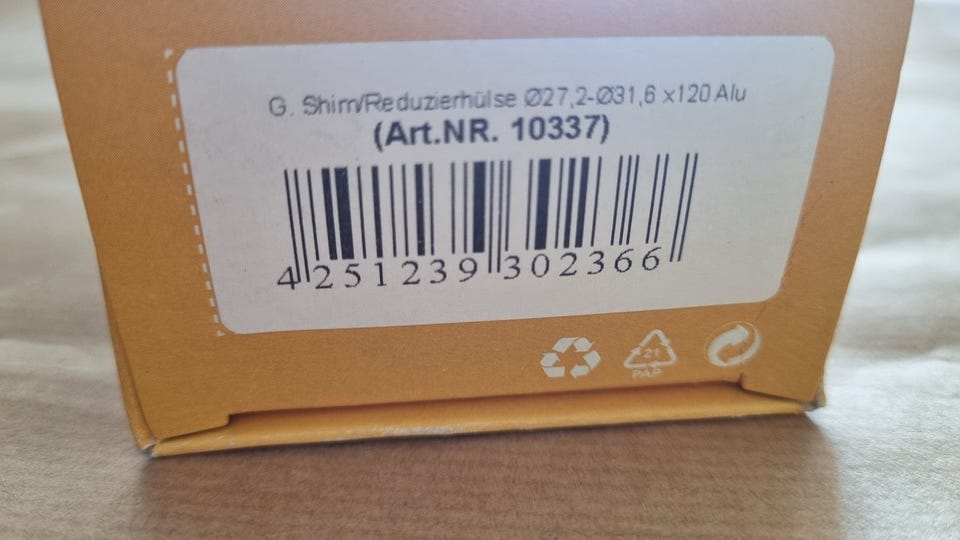 G. Shim/Reduzierhülse Ø27,2-Ø31,6 x120 Alu
(Art.NR. 10337)
4 251239 302366
21
PAP